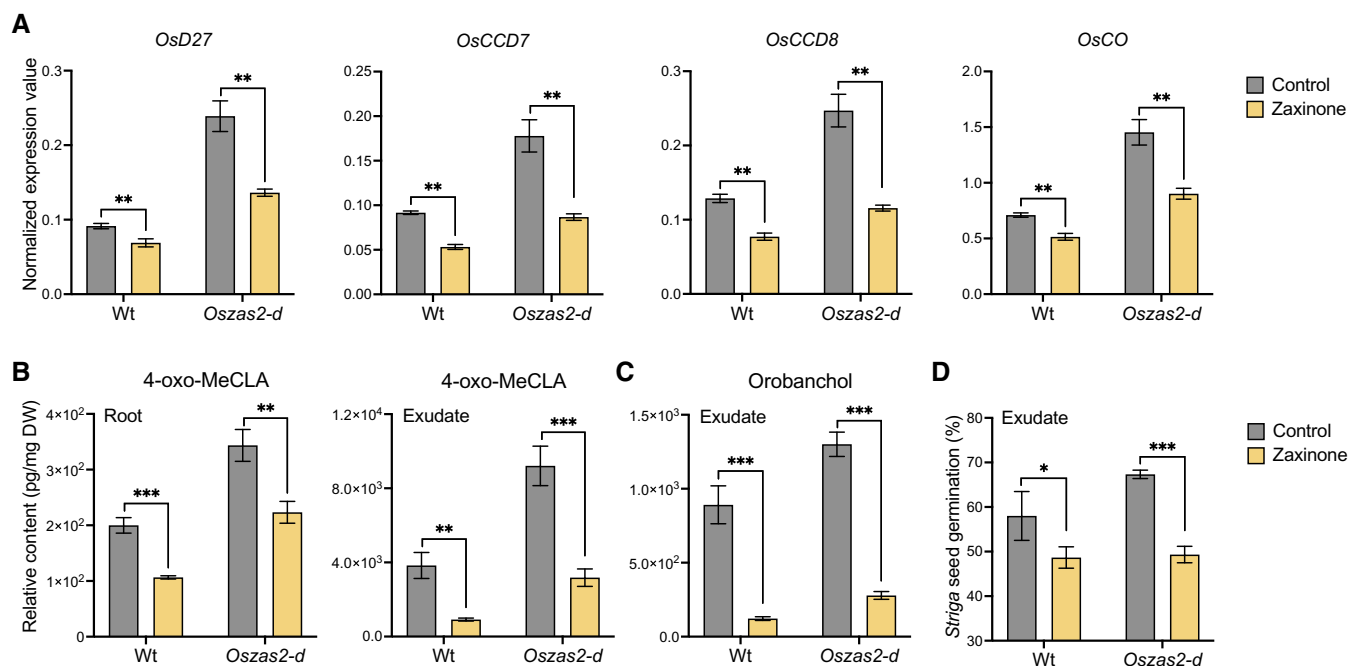 A
OsD27
OsCCD7
OsCCD8
OsCO
Normalized expression value
0.3
0.2
0.1
0.0
**
**
Wt
Oszas2-d
0.25
0.20
0.15
0.10
0.05
0.00
**
**
Wt
Oszas2-d
0.3
0.2
0.1
0.0
**
**
Wt
Oszas2-d
2.0
1.5
1.0
0.5
0.0
**
**
Wt
Oszas2-d
Control
Zaxinone
B
4-oxo-MeCLA
Root
Relative content (pg/mg DW)
4×10²
3×10²
2×10²
1×10²
0
***
**
Wt
Oszas2-d
4-oxo-MeCLA
Exudate
1.2×10⁴
8.0×10³
4.0×10³
0.0
**
***
Wt
Oszas2-d
C
Orobanchol
Exudate
1.5×10³
1.0×10³
5.0×10²
0.0
***
***
Wt
Oszas2-d
D
Exudate
Striga seed germination (%)
80
70
60
50
40
30
*
***
Wt
Oszas2-d
Control
Zaxinone